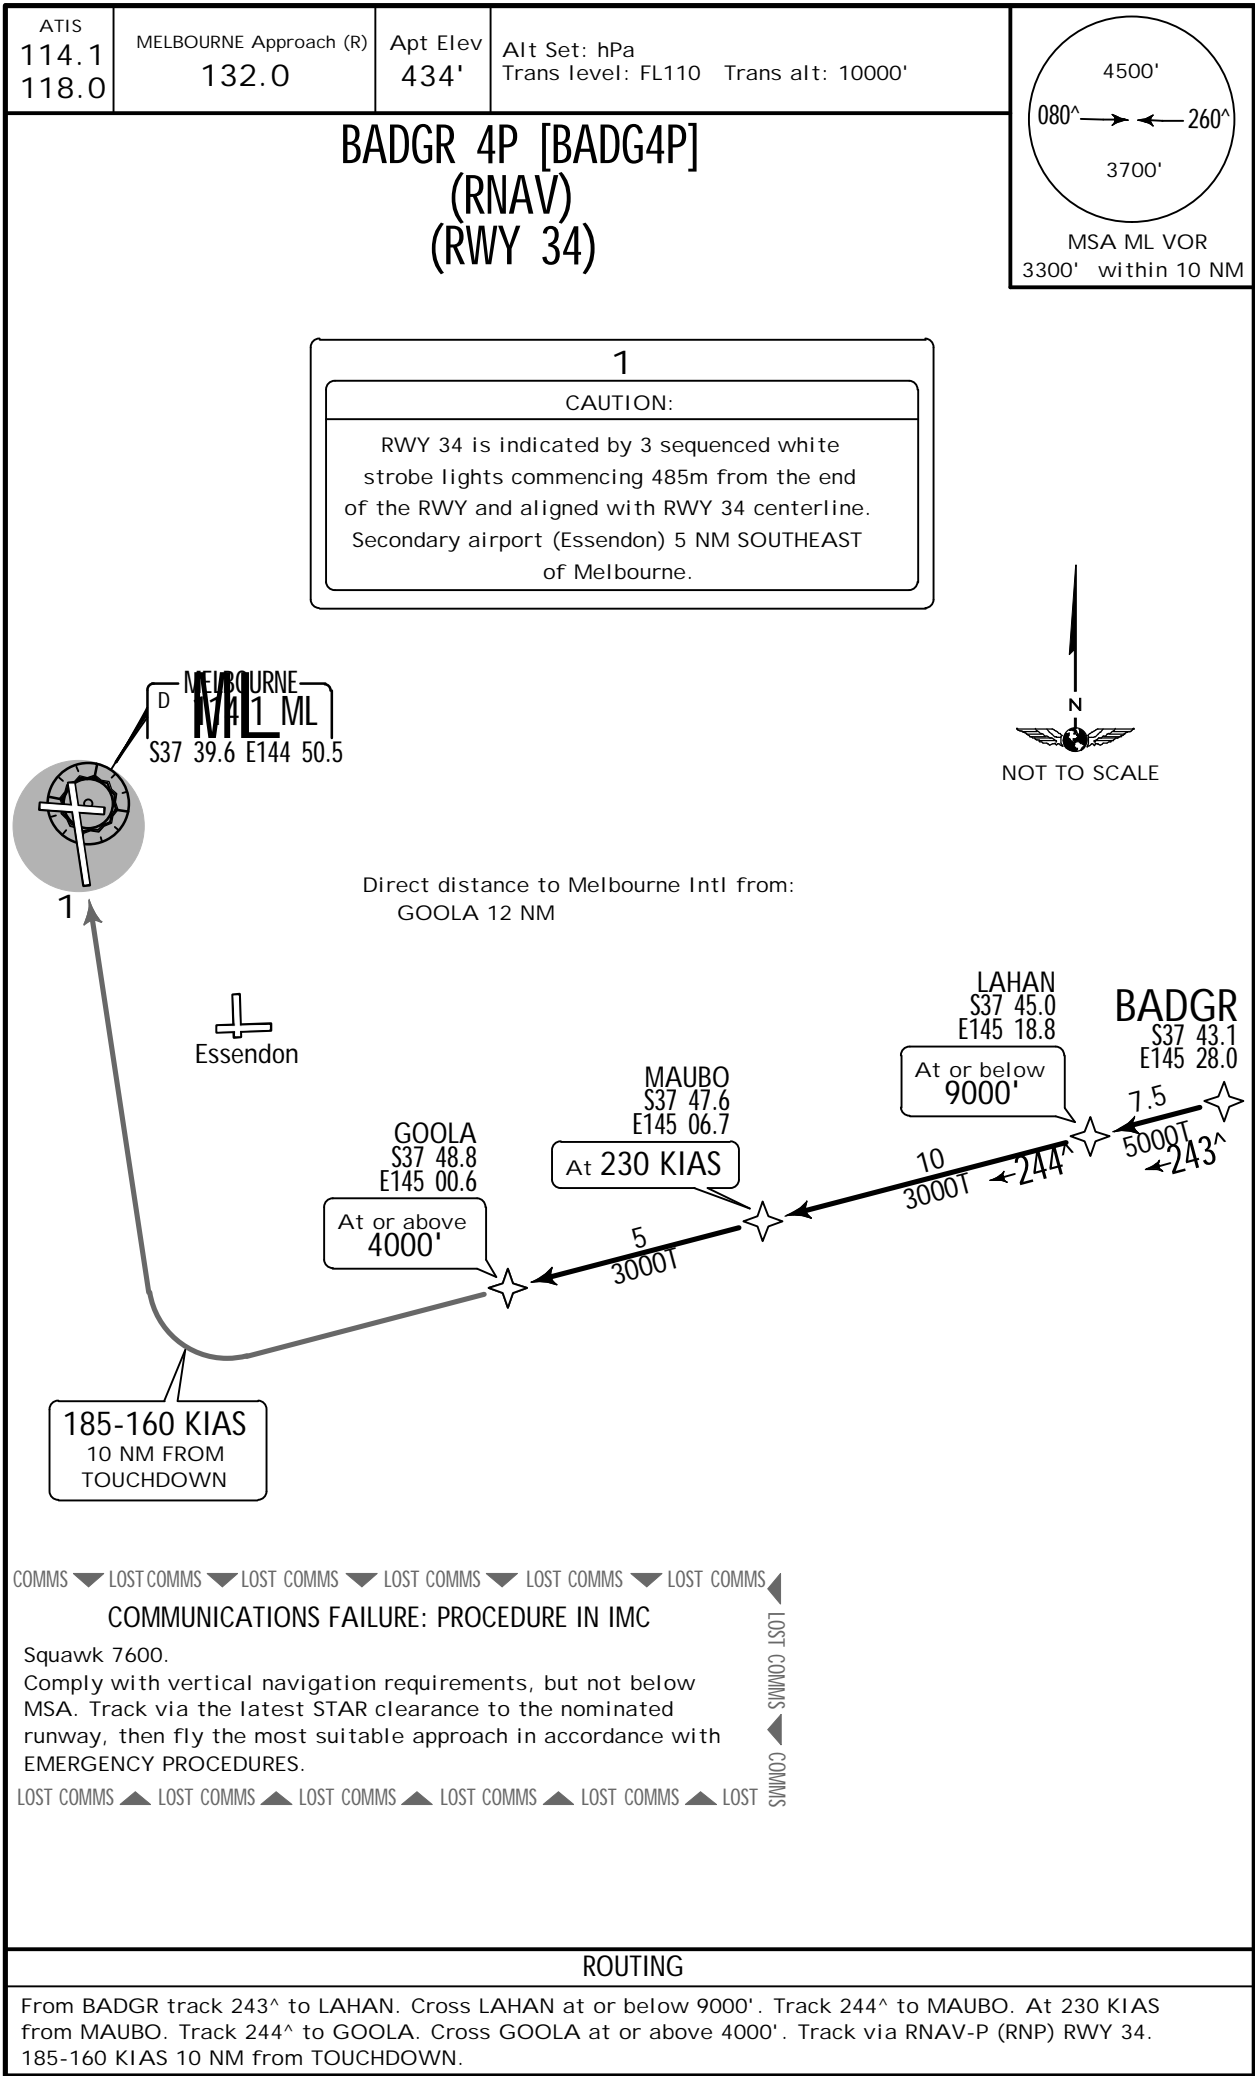 ATIS
114.1
118.0
MELBOURNE Approach (R)
132.0
Apt Elev
434'
Alt Set: hPa
Trans level: FL110 Trans alt: 10000'
4500'
080^
260^
3700'
MSA ML VOR
3300' within 10 NM
BADGR 4P [BADG4P]
(RNAV)
(RWY 34)
1
CAUTION:
RWY 34 is indicated by 3 sequenced white
strobe lights commencing 485m from the end
of the RWY and aligned with RWY 34 centerline.
Secondary airport (Essendon) 5 NM SOUTHEAST
of Melbourne.
MELBOURNE
D
ML
114.1 ML
S37 39.6 E144 50.5
N
NOT TO SCALE
1
Direct distance to Melbourne Intl from:
GOOLA 12 NM
Essendon
LAHAN
S37 45.0
E145 18.8
At or below
9000'
BADGR
S37 43.1
E145 28.0
7.5
5000T
243^
MAUBO
S37 47.6
E145 06.7
At 230 KIAS
10
3000T
244^
GOOLA
S37 48.8
E145 00.6
At or above
4000'
5
3000T
185-160 KIAS
10 NM FROM
TOUCHDOWN
COMMS LOST COMMS LOST COMMS LOST COMMS LOST COMMS LOST COMMS
LOST COMMS COMMS
COMMUNICATIONS FAILURE: PROCEDURE IN IMC
Squawk 7600.
Comply with vertical navigation requirements, but not below
MSA. Track via the latest STAR clearance to the nominated
runway, then fly the most suitable approach in accordance with
EMERGENCY PROCEDURES.
LOST COMMS LOST COMMS LOST COMMS LOST COMMS LOST COMMS LOST
ROUTING
From BADGR track 243^ to LAHAN. Cross LAHAN at or below 9000'. Track 244^ to MAUBO. At 230 KIAS
from MAUBO. Track 244^ to GOOLA. Cross GOOLA at or above 4000'. Track via RNAV-P (RNP) RWY 34.
185-160 KIAS 10 NM from TOUCHDOWN.